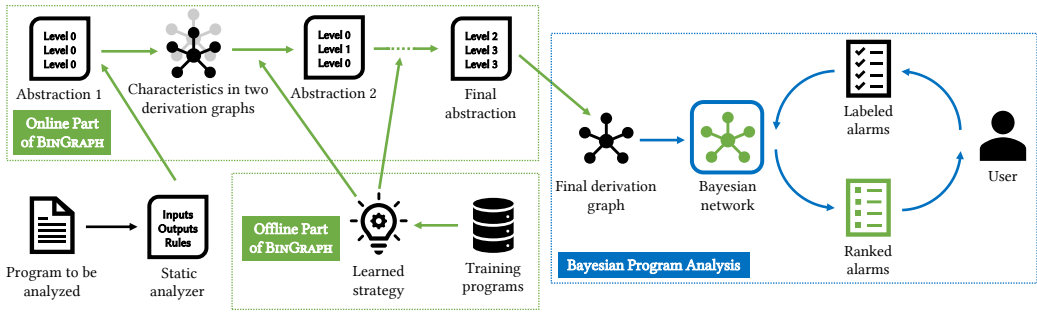 Level 0
Level 0
Level 0
Abstraction 1
Characteristics in two
derivation graphs
Level 0
Level 1
Level 0
Abstraction 2
Level 2
Level 3
Level 3
Final
abstraction
Online Part
of BINGRAPH
Program to be
analyzed
Inputs
Outputs
Rules
Static
analyzer
Offline Part
of BINGRAPH
Learned
strategy
Training
programs
Final derivation
graph
Bayesian
network
Labeled
alarms
Ranked
alarms
User
Bayesian Program Analysis